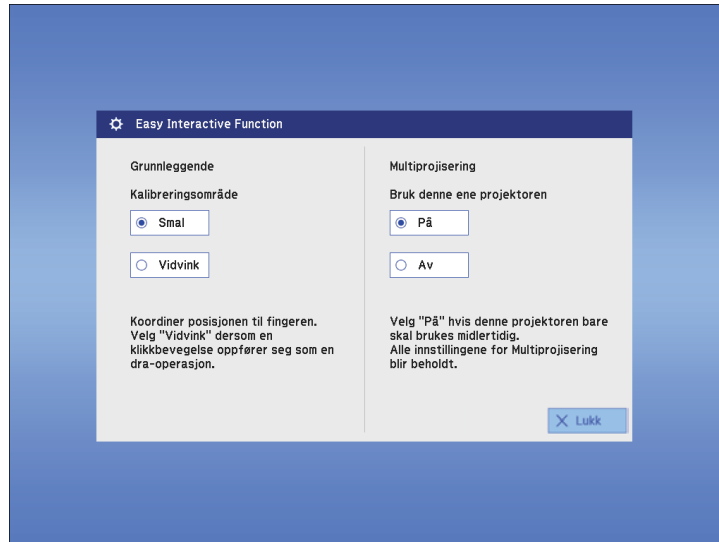 Easy Interactive Function
Grunnleggende
Kalibreringsområde
Smal
Vidvink
Koordiner posisjonen til fingeren.
Velg "Vidvink" dersom en
klikkbevegelse oppfører seg som en
dra-operasjon.
Multiprojisering
Bruk denne ene projektoren
På
Av
Velg "På" hvis denne projektoren bare
skal brukes midlertidig.
Alle innstillingene for Multiprojisering
blir beholdt.
Lukk